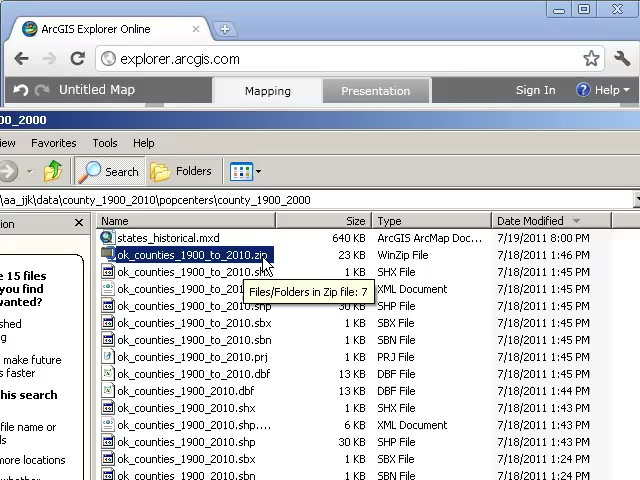 ArcGIS Explorer Online
explorer.arcgis.com
Untitled Map Mapping Presentation Sign In Help
00_2000
iew Favorites Tools Help
Search Folders
\aa_jjk\data\county_1900_2010\popcenters\county_1900_2000
ion Name Size Type Date Modified
states_historical.mxd 640 KB ArcGIS ArcMap Doc... 7/19/2011 8:00 PM
ok_counties_1900_to_2010.zip 23 KB WinZip File 7/18/2011 1:46 PM
e 15 files ok_counties_1900_to_2010.shx 1 KB SHX File 7/18/2011 1:45 PM
you find ok_counties_1900_to_2010 XML Document 7/18/2011 1:45 PM
Files/Folders in Zip file: 7
wanted? ok_counties_1900_to_2010.shp 30 KB SHP File 7/18/2011 1:45 PM
shed ok_counties_1900_to_2010.sbx 1 KB SBX File 7/18/2011 1:45 PM
g ok_counties_1900_to_2010.sbn 1 KB SBN File 7/18/2011 1:45 PM
make future ok_counties_1900_to_2010.prj 1 KB PRJ File 7/18/2011 1:45 PM
s faster ok_counties_1900_to_2010.dbf 13 KB DBF File 7/18/2011 1:45 PM
ok_counties_1900_2010.dbf 13 KB DBF File 7/18/2011 1:44 PM
his search ok_counties_1900_2010.shx 1 KB SHX File 7/18/2011 1:43 PM
file name or ok_counties_1900_2010.shp.... 6 KB XML Document 7/18/2011 1:43 PM
ds ok_counties_1900_2010.shp 30 KB SHP File 7/18/2011 1:43 PM
more locations ok_counties_1900_2010.sbx 1 KB SBX File 7/18/2011 1:24 PM
whether ok_counties_1900_2010.sbn 1 KB SBN File 7/18/2011 1:24 PM